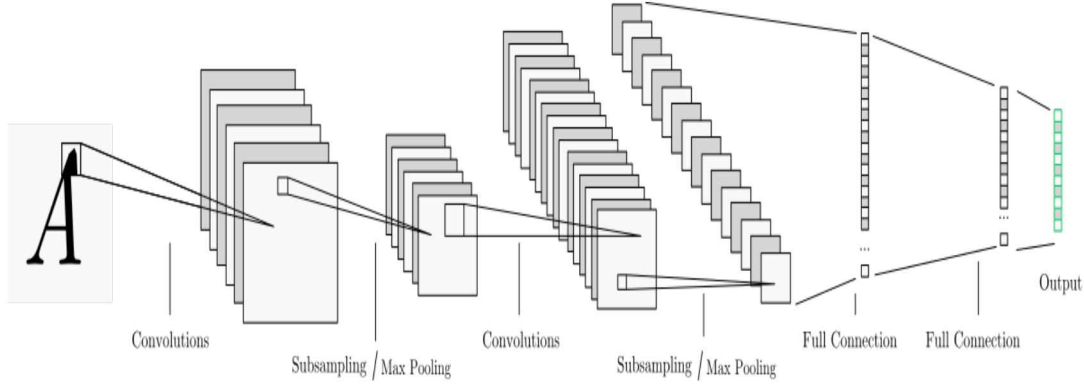 A
Convolutions
Subsampling / Max Pooling
Convolutions
Subsampling / Max Pooling
Full Connection
Full Connection
Output
...
...